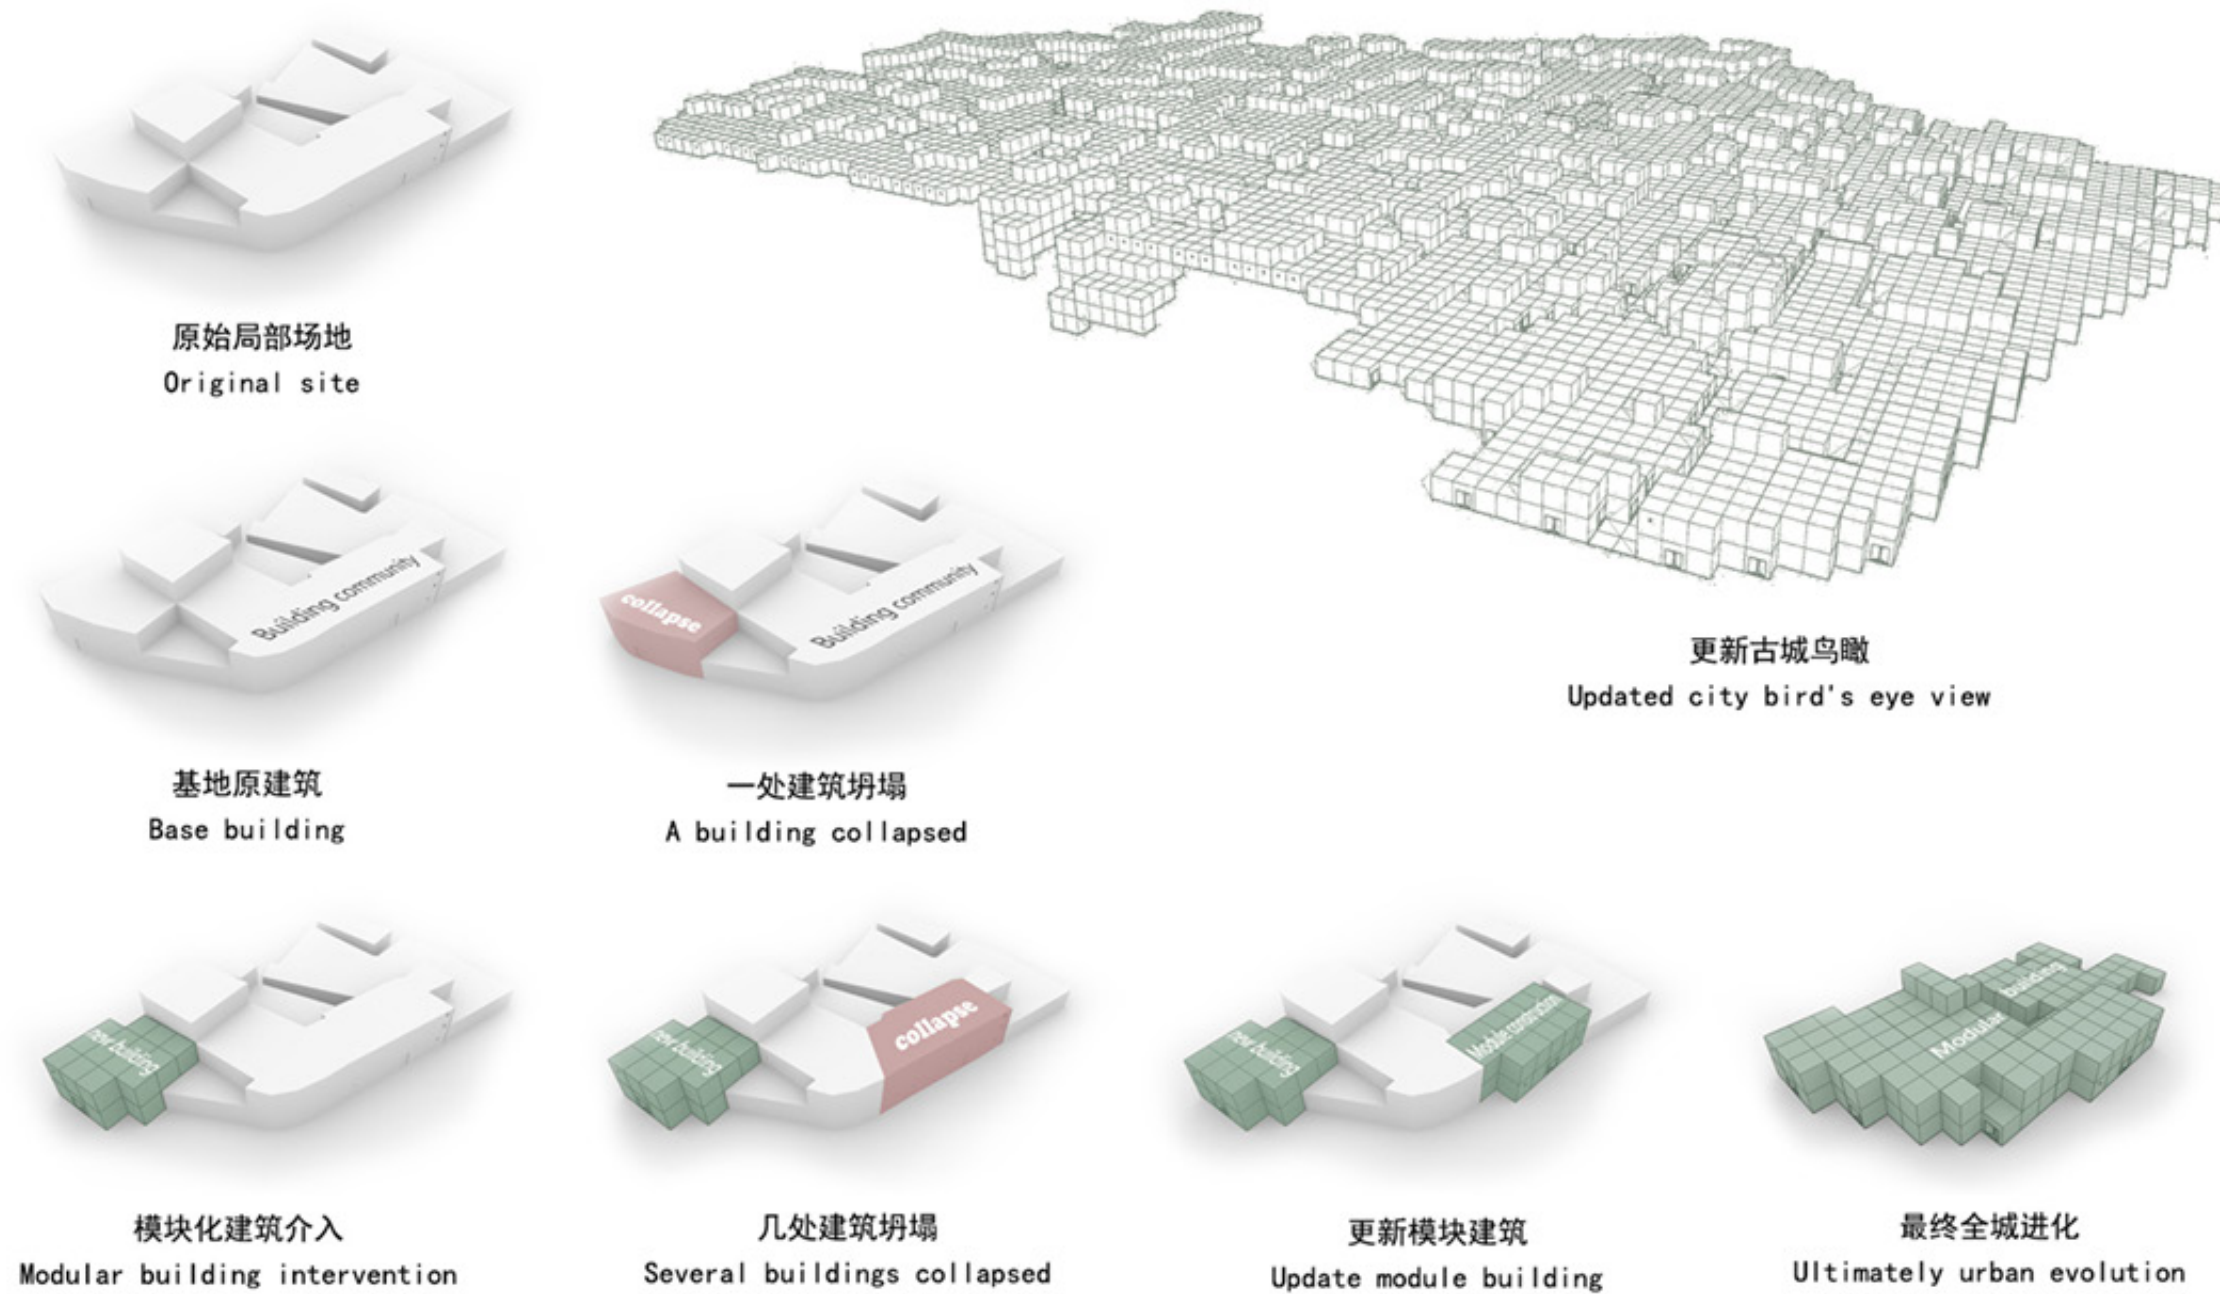 原始局部场地
Original site
更新古城鸟瞰
Updated city bird's eye view
Building community
基地原建筑
Base building
collapse
Building community
一处建筑坍塌
A building collapsed
new building
模块化建筑介入
Modular building intervention
new building
collapse
几处建筑坍塌
Several buildings collapsed
new building
Module construction
更新模块建筑
Update module building
building
Modular
最终全城进化
Ultimately urban evolution